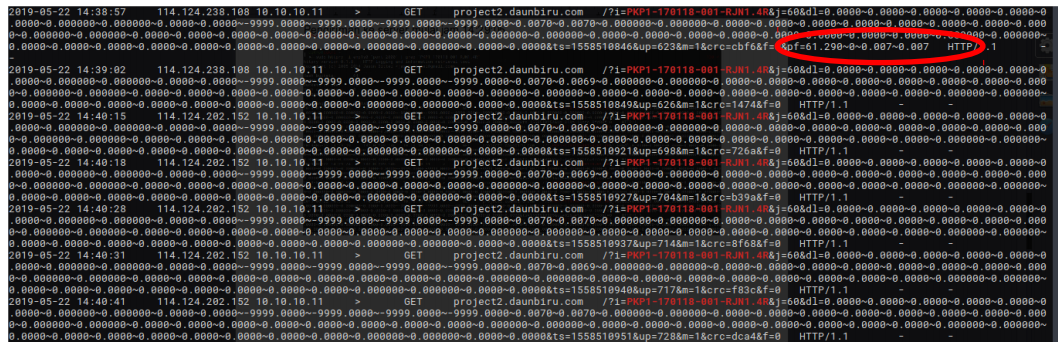 2019-05-22 14:38:57 114.124.238.108 10.10.10.11 > GET project2.daunbiru.com /?i=PKP1-170118-001-RJN1.4R&j=60&dl=0.0000~0.0000~0.0000~0.0000~0.0000~0
.0000~0.000000~0.0000~0.0000~-9999.0000~-9999.0000~-9999.0000~0.0070~0.0070~0.000000~0.000000~0.0000~0.0000~0.0000~0.0000~0.0000~0.000
0~0.000000~0.000000~0.0000~0.0000~0.0000~0.0000~0.000000~0.000000~0.0000~0.0000~0.0000~0.0000~0.0000~0.000000~0.000000~
0.0000~0.0000~0.0000~0.0000~0.0000~0.000000~0.000000~0.0000~0.0000&ts=1558510846&up=623&m=1&crc=cbf6&f= &pf=61.290~0~0.007~0.007 HTTP/ .1 -
-
2019-05-22 14:39:02 114.124.238.108 10.10.10.11 > GET project2.daunbiru.com /?i=PKP1-170118-001-RJN1.4R&j=60&dl=0.0000~0.0000~0.0000~0.0000~0.0000~0
.0000~0.000000~0.0000~0.0000~-9999.0000~-9999.0000~-9999.0000~0.0070~0.0069~0.000000~0.000000~0.0000~0.0000~0.0000~0.0000~0.0000~0.000
0~0.000000~0.000000~0.0000~0.0000~0.0000~0.0000~0.000000~0.000000~0.0000~0.0000~0.0000~0.0000~0.0000~0.000000~0.000000~
0.0000~0.0000~0.0000~0.0000~0.0000~0.000000~0.000000~0.0000~0.0000&ts=1558510849&up=626&m=1&crc=1474&f=0 HTTP/1.1 - -
2019-05-22 14:40:15 114.124.202.152 10.10.10.11 > GET project2.daunbiru.com /?i=PKP1-170118-001-RJN1.4R&j=60&dl=0.0000~0.0000~0.0000~0.0000~0.0000~0
.0000~0.000000~0.0000~0.0000~-9999.0000~-9999.0000~-9999.0000~0.0070~0.0069~0.000000~0.000000~0.0000~0.0000~0.0000~0.0000~0.0000~0.000
0~0.000000~0.000000~0.0000~0.0000~0.0000~0.0000~0.000000~0.000000~0.0000~0.0000~0.0000~0.0000~0.0000~0.000000~0.000000~
0.0000~0.0000~0.0000~0.0000~0.0000~0.000000~0.000000~0.0000~0.0000&ts=1558510921&up=698&m=1&crc=726a&f=0 HTTP/1.1 - -
2019-05-22 14:40:18 114.124.202.152 10.10.10.11 > GET project2.daunbiru.com /?i=PKP1-170118-001-RJN1.4R&j=60&dl=0.0000~0.0000~0.0000~0.0000~0.0000~0
.0000~0.000000~0.0000~0.0000~-9999.0000~-9999.0000~-9999.0000~0.0070~0.0069~0.000000~0.000000~0.0000~0.0000~0.0000~0.0000~0.0000~0.000
0~0.000000~0.000000~0.0000~0.0000~0.0000~0.0000~0.000000~0.000000~0.0000~0.0000~0.0000~0.0000~0.0000~0.000000~0.000000~
0.0000~0.0000~0.0000~0.0000~0.0000~0.000000~0.000000~0.0000~0.0000&ts=1558510927&up=704&m=1&crc=b39a&f=0 HTTP/1.1 - -
2019-05-22 14:40:28 114.124.202.152 10.10.10.11 > GET project2.daunbiru.com /?i=PKP1-170118-001-RJN1.4R&j=60&dl=0.0000~0.0000~0.0000~0.0000~0.0000~0
.0000~0.000000~0.0000~0.0000~-9999.0000~-9999.0000~-9999.0000~0.0070~0.0070~0.000000~0.000000~0.0000~0.0000~0.0000~0.0000~0.0000~0.000
0~0.000000~0.000000~0.0000~0.0000~0.0000~0.0000~0.000000~0.000000~0.0000~0.0000~0.0000~0.0000~0.0000~0.000000~0.000000~
0.0000~0.0000~0.0000~0.0000~0.0000~0.000000~0.000000~0.0000~0.0000&ts=1558510937&up=714&m=1&crc=8f68&f=0 HTTP/1.1 - -
2019-05-22 14:40:31 114.124.202.152 10.10.10.11 > GET project2.daunbiru.com /?i=PKP1-170118-001-RJN1.4R&j=60&dl=0.0000~0.0000~0.0000~0.0000~0.0000~0
.0000~0.000000~0.0000~0.0000~-9999.0000~-9999.0000~-9999.0000~0.0070~0.0069~0.000000~0.000000~0.0000~0.0000~0.0000~0.0000~0.0000~0.000
0~0.000000~0.000000~0.0000~0.0000~0.0000~0.0000~0.000000~0.000000~0.0000~0.0000~0.0000~0.0000~0.0000~0.000000~0.000000~
0.0000~0.0000~0.0000~0.0000~0.0000~0.000000~0.000000~0.0000~0.0000&ts=1558510940&up=717&m=1&crc=f83c&f=0 HTTP/1.1 - -
2019-05-22 14:40:41 114.124.202.152 10.10.10.11 > GET project2.daunbiru.com /?i=PKP1-170118-001-RJN1.4R&j=60&dl=0.0000~0.0000~0.0000~0.0000~0.0000~0
.0000~0.000000~0.0000~0.0000~-9999.0000~-9999.0000~-9999.0000~0.0070~0.0070~0.000000~0.000000~0.0000~0.0000~0.0000~0.0000~0.0000~0.000
0~0.000000~0.000000~0.0000~0.0000~0.0000~0.0000~0.000000~0.000000~0.0000~0.0000~0.0000~0.0000~0.0000~0.000000~0.000000~
0.0000~0.0000~0.0000~0.0000~0.0000~0.000000~0.000000~0.0000~0.0000&ts=1558510951&up=728&m=1&crc=dca4&f=0 HTTP/1.1 - -